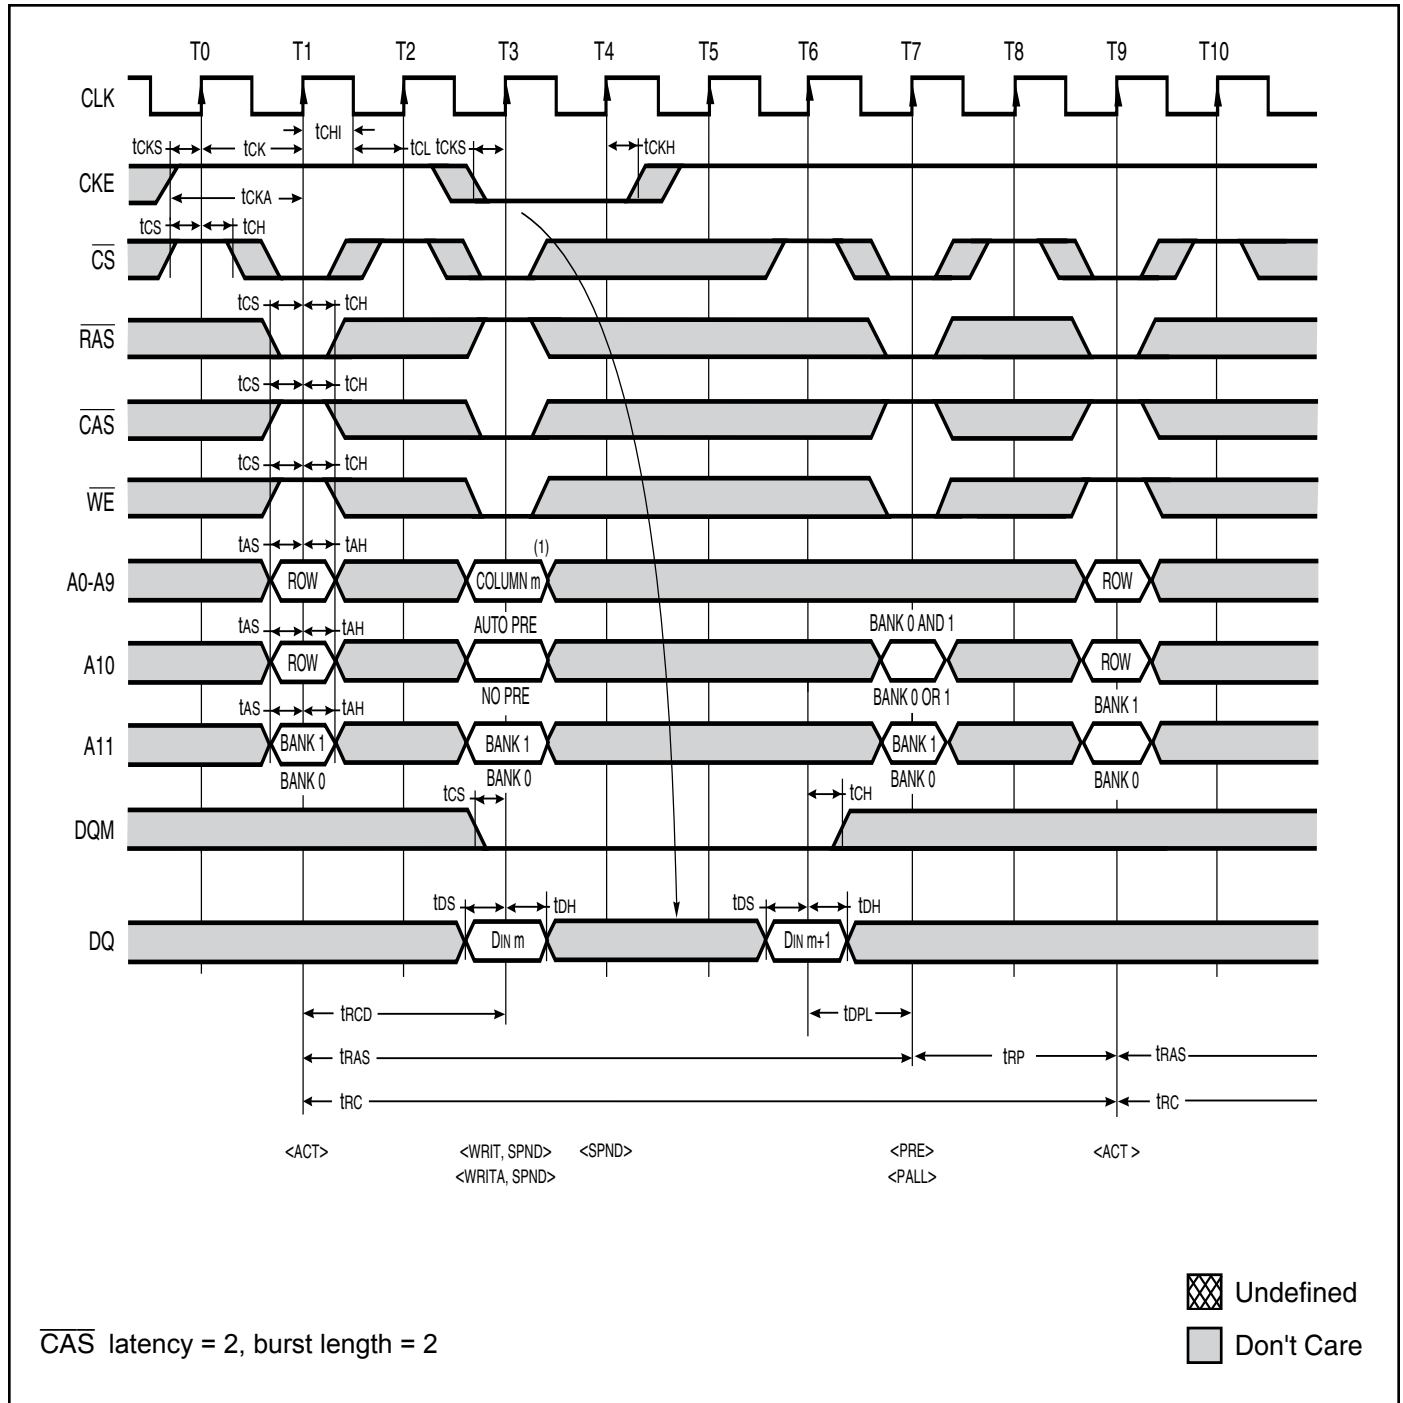 T0 T1 T2 T3 T4 T5 T6 T7 T8 T9 T10
CLK
tCHI
tCKS tCK tCL tCKS tCKH
CKE
tCKA
tCS tCH
CS
tCS tCH
RAS
tCS tCH
CAS
tCS tCH
WE
tAS tAH (1)
A0-A9 ROW COLUMN m ROW
tAS tAH AUTO PRE BANK 0 AND 1
A10 ROW ROW
NO PRE BANK 0 OR 1 BANK 1
tAS tAH
A11 BANK 1 BANK 1 BANK 1
BANK 0 BANK 0 BANK 0 BANK 0
tCS tCH
DQM
tDS tDH tDS tDH
DQ DIN m DIN m+1
tRCD tDPL
tRAS tRP tRAS
tRC tRC
<ACT> <WRIT, SPND> <SPND> <PRE> <ACT >
<WRITA, SPND> <PALL>
Undefined
CAS latency = 2, burst length = 2 Don't Care